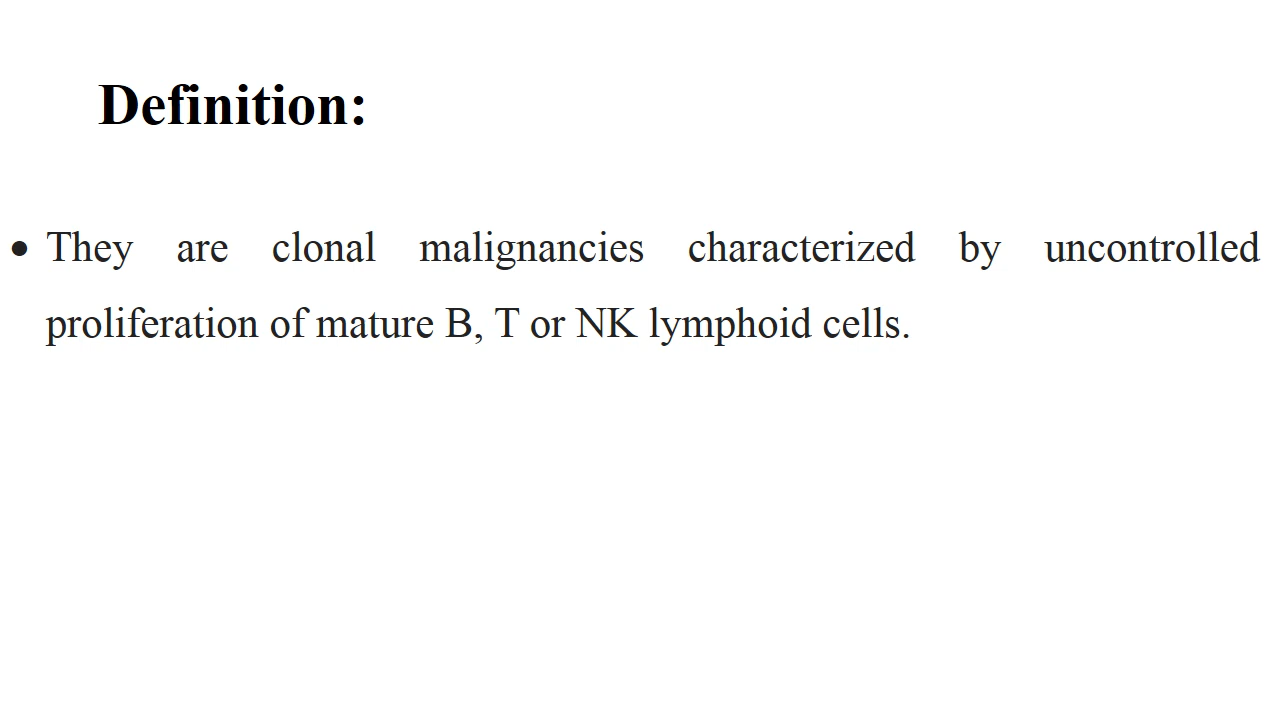 Definition:
• They are clonal malignancies characterized by uncontrolled
proliferation of mature B, T or NK lymphoid cells.